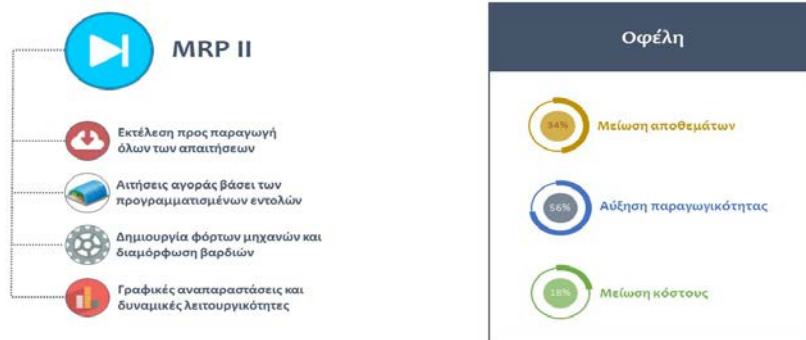 MRP II
Εκτέλεση προς παραγωγή
όλων των απαιτήσεων
Αιτήσεις αγοράς βάσει των
προγραμματισμένων εντολών
Δημιουργία φόρτων μηχανών και
διαμόρφωση βαρδιών
Γραφικές αναπαραστάσεις και
δυναμικές λειτουργικότητες
Οφέλη
34%
Μείωση αποθεμάτων
56%
Αύξηση παραγωγικότητας
18%
Μείωση κόστους